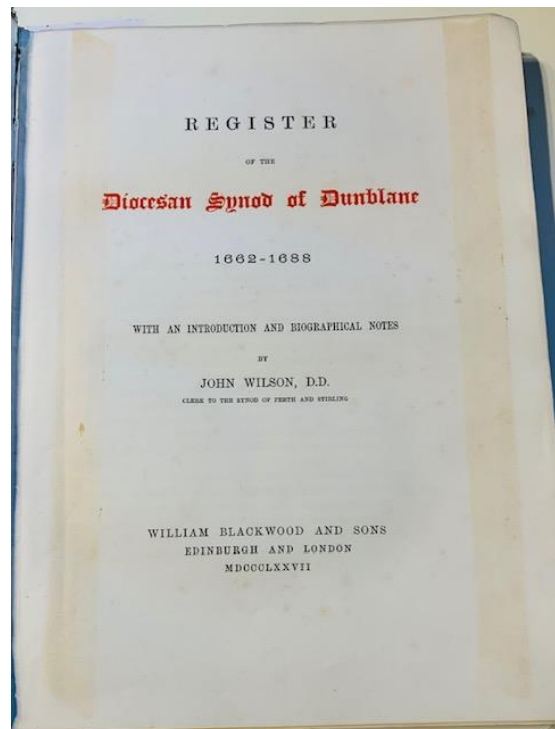 REGISTER
OF THE
Diocesan Synod of Dunblane
1662-1688
WITH AN INTRODUCTION AND BIOGRAPHICAL NOTES
BY
JOHN WILSON, D.D.
CLERK TO THE SYNOD OF PERTH AND STIRLING
WILLIAM BLACKWOOD AND SONS
EDINBURGH AND LONDON
MDCCCLXXVII